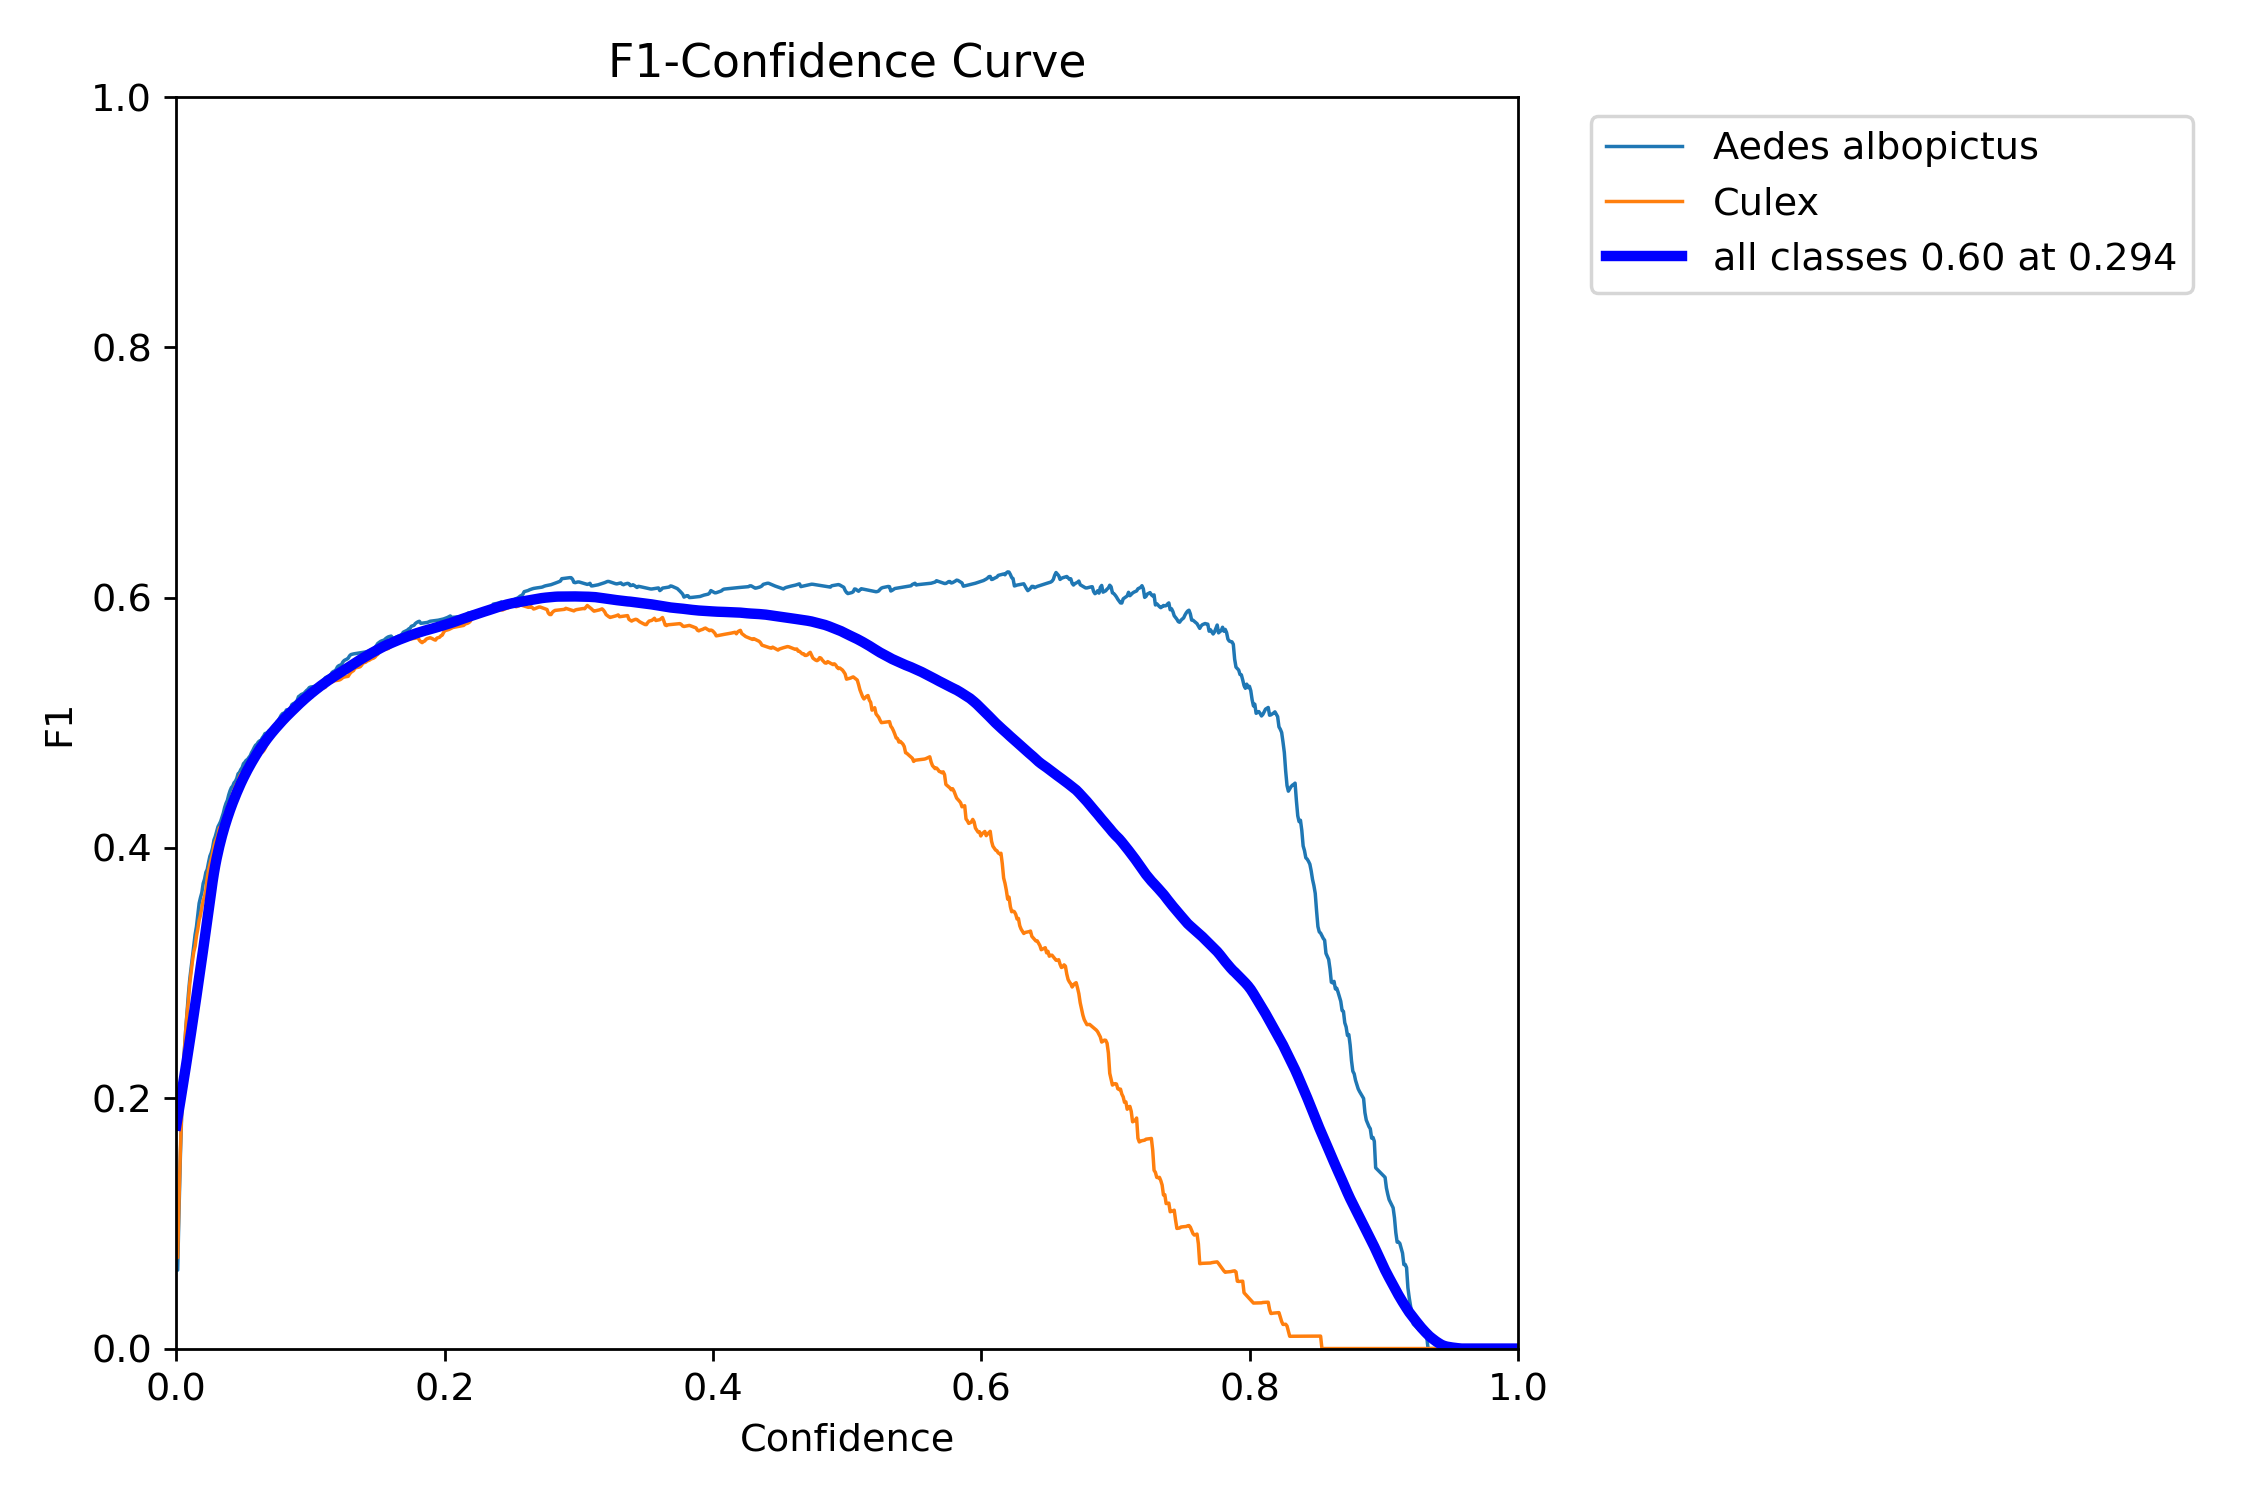 F1-Confidence Curve
1.0
0.8
0.6
0.4
0.2
0.0
F1
0.0 0.2 0.4 0.6 0.8 1.0
Confidence
Aedes albopictus
Culex
all classes 0.60 at 0.294